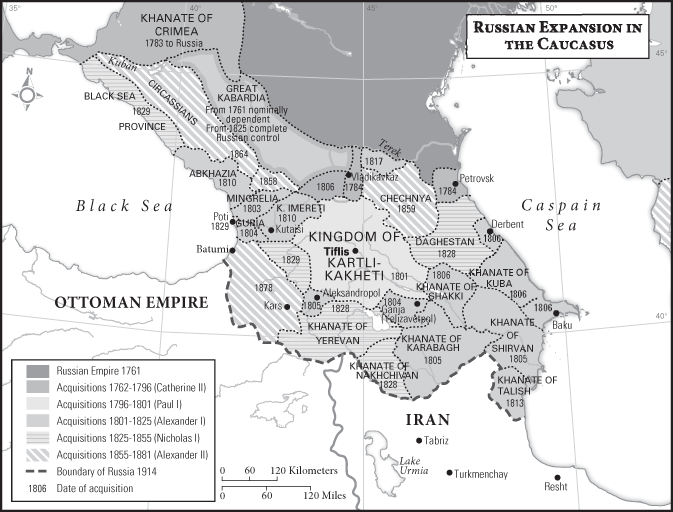 RUSSIAN EXPANSION IN
THE CAUCASUS
35°
40°
45°
50°
45°
40°
N
KHANATE OF
CRIMEA
1783 to Russia
Kuban
BLACK SEA
1829
PROVINCE
CIRCASSIANS
1864
GREAT
KABARDIA
From 1761 nominally
dependent
From 1825 complete
Russian control
Terek
1817
Vladikavkaz
1784
1806
1858
ABKHAZIA
1810
MINGRELIA
1803
K. IMERETI
1810
Poti
1829
GURIA
1804
Kutaisi
Batumi
CHECHNYA
1859
1784
Petrovsk
Derbent
1806
DAGHESTAN
1828
Black Sea
Caspain
Sea
KINGDOM OF
Tiflis
KARTLI-
KAKHETI
1801
1829
1878
Kars
Aleksandropol
1805
1828
1804
Ganja
(Yelizavetpol)
1806
KHANATE OF
SHAKKI
KHANATE OF
KUBA
1806
1806
Baku
KHANATE
OF
SHIRVAN
1805
KHANATE OF
YEREVAN
KHANATE OF
KARABAGH
1805
KHANATE OF
NAKHCHIVAN
1828
KHANATE OF
TALISH
1813
OTTOMAN EMPIRE
IRAN
Tabriz
Lake
Urmia
Turkmenchay
Resht
Russian Empire 1761
Acquisitions 1762-1796 (Catherine II)
Acquisitions 1796-1801 (Paul I)
Acquisitions 1801-1825 (Alexander I)
Acquisitions 1825-1855 (Nicholas I)
Acquisitions 1855-1881 (Alexander II)
Boundary of Russia 1914
1806 Date of acquisition
0 60 120 Kilometers
0 60 120 Miles